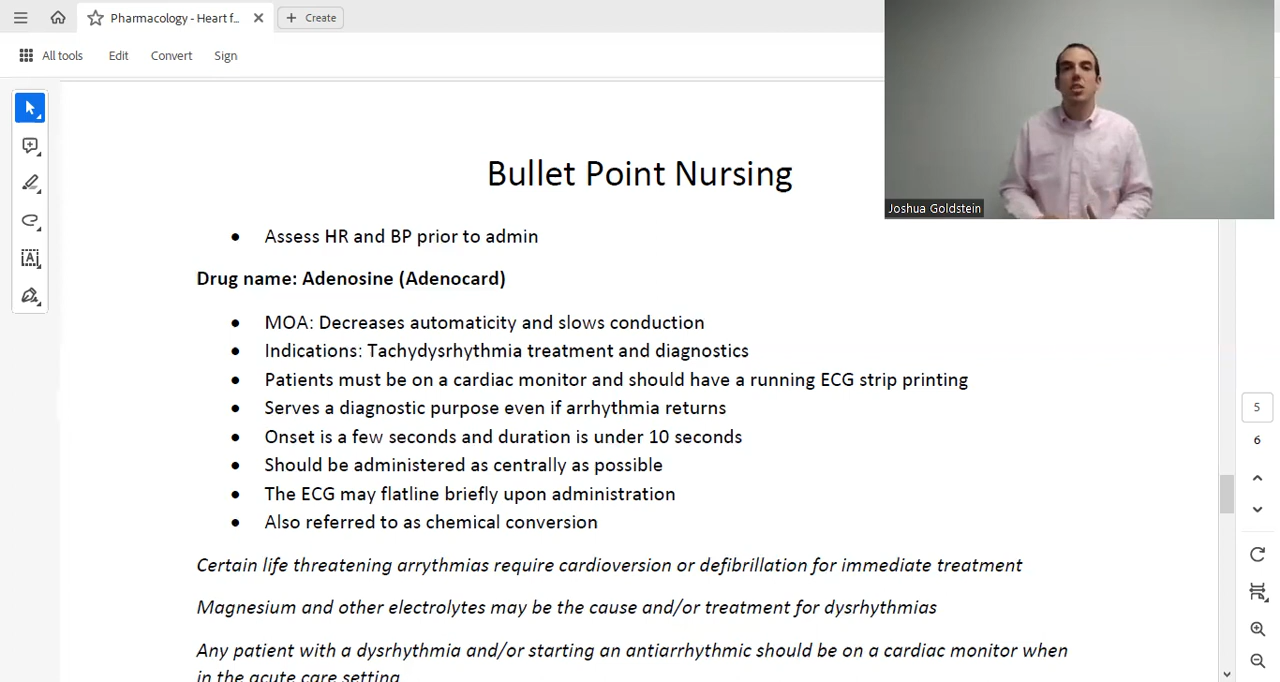 Pharmacology - Heart f...
Create
All tools
Edit
Convert
Sign
Joshua Goldstein
Bullet Point Nursing
• Assess HR and BP prior to admin
Drug name: Adenosine (Adenocard)
• MOA: Decreases automaticity and slows conduction
• Indications: Tachydysrhythmia treatment and diagnostics
• Patients must be on a cardiac monitor and should have a running ECG strip printing
• Serves a diagnostic purpose even if arrhythmia returns
• Onset is a few seconds and duration is under 10 seconds
• Should be administered as centrally as possible
• The ECG may flatline briefly upon administration
• Also referred to as chemical conversion
Certain life threatening arrythmias require cardioversion or defibrillation for immediate treatment
Magnesium and other electrolytes may be the cause and/or treatment for dysrhythmias
Any patient with a dysrhythmia and/or starting an antiarrhythmic should be on a cardiac monitor when
in the acute care setting
5
6